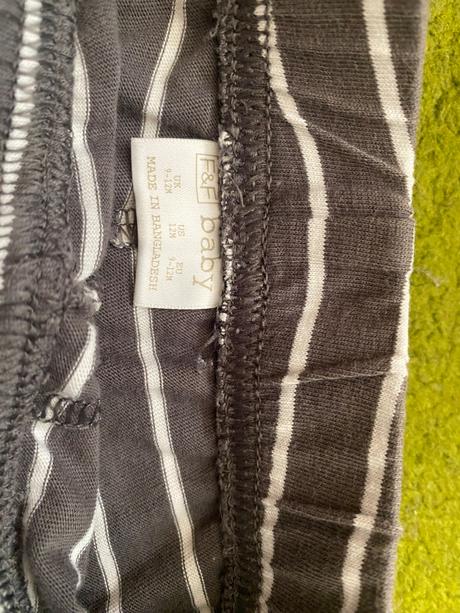 F&F baby
UK US EU
9-12M 12M 9-12M
MADE IN BANGLADESH